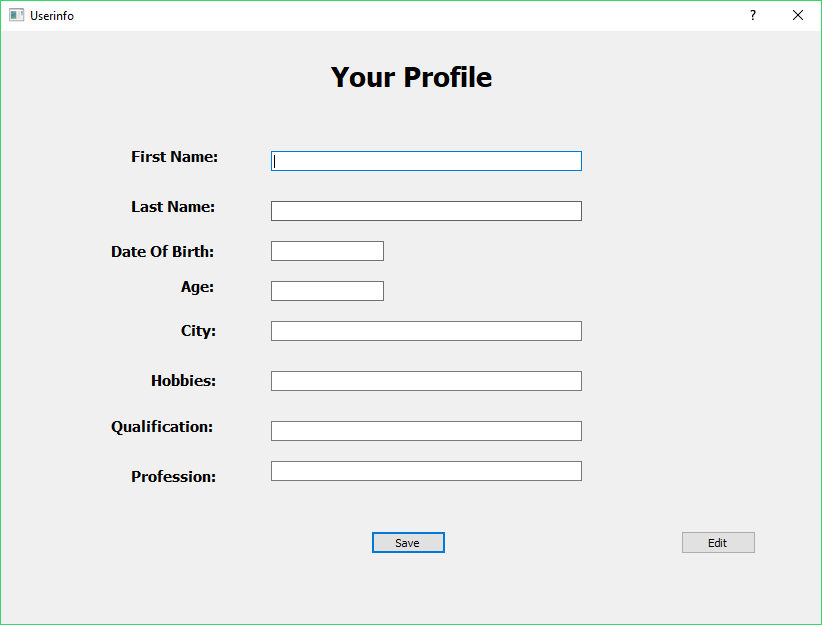 Userinfo
?
Your Profile
First Name:
Last Name:
Date Of Birth:
Age:
City:
Hobbies:
Qualification:
Profession:
Save
Edit